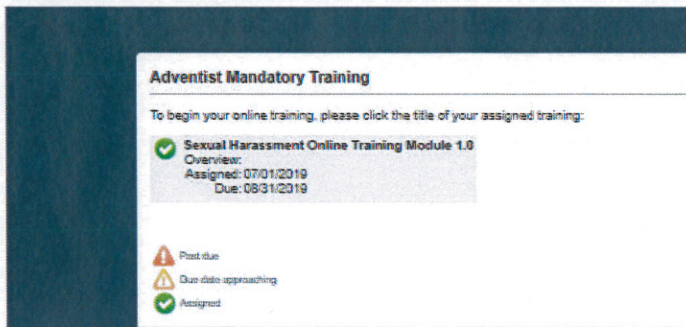 Adventist Mandatory Training
To begin your online training, please click the title of your assigned training:
Sexual Harassment Online Training Module 1.0
Overview:
Assigned: 07/01/2019
Due: 08/31/2019
Past due
Due date approaching
Assigned